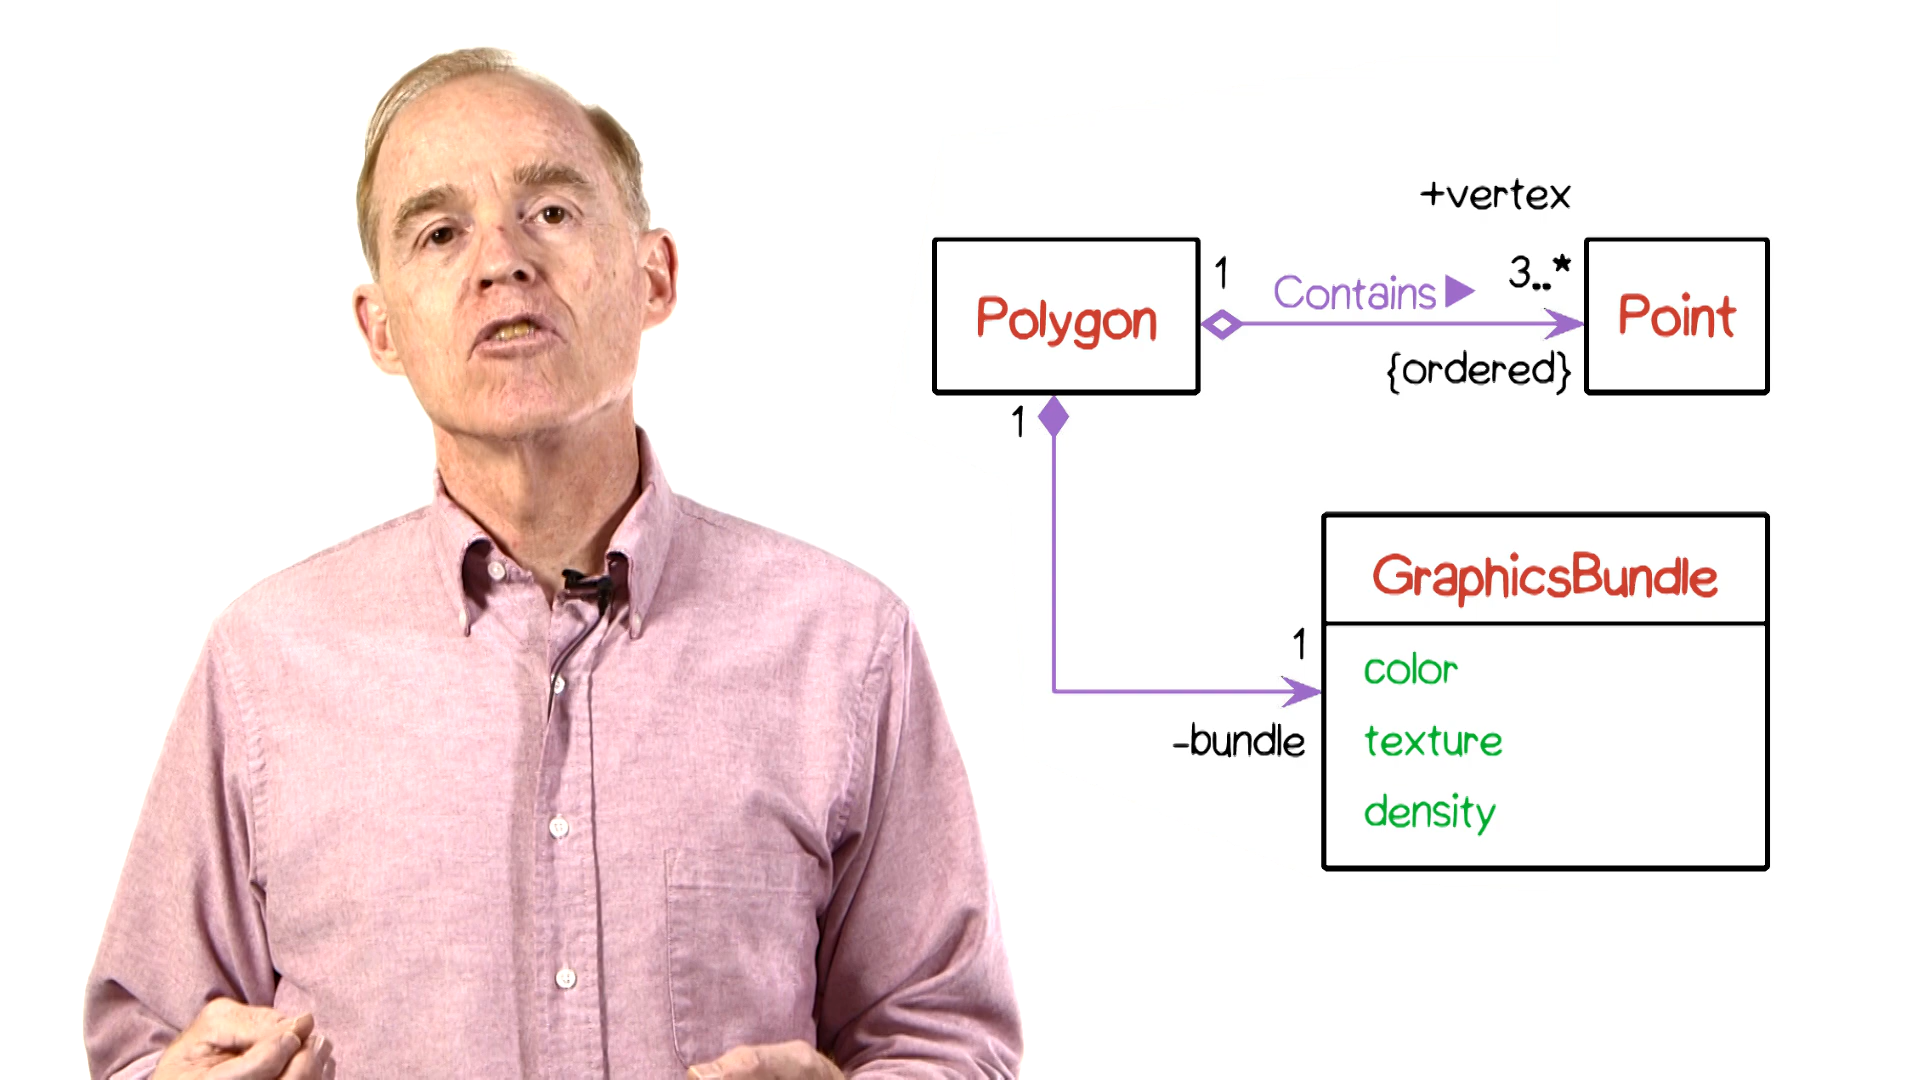 +vertex
1
Contains
3..*
Polygon
Point
{ordered}
1
GraphicsBundle
1
color
-bundle
texture
density